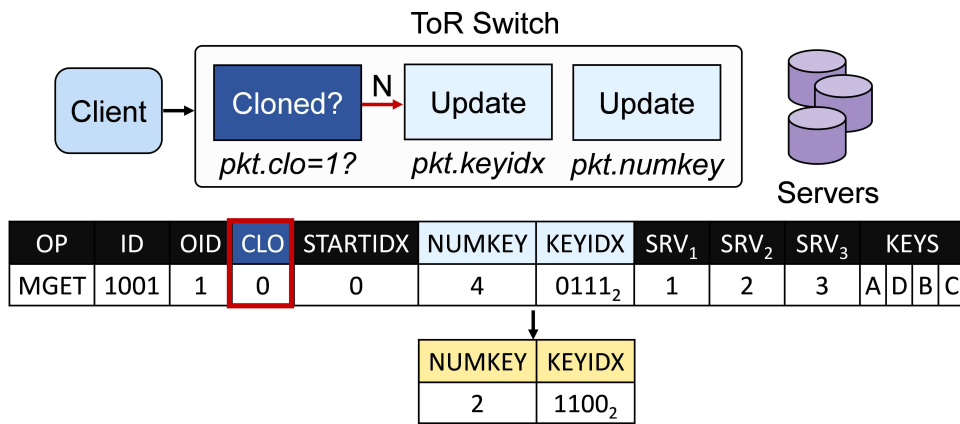 ToR Switch
Client
Cloned?
N
Update
Update
pkt.clo=1?
pkt.keyidx
pkt.numkey
Servers
OP ID OID CLO STARTIDX NUMKEY KEYIDX SRV₁ SRV₂ SRV₃ KEYS
MGET 1001 1 0 0 4 0111₂ 1 2 3 A D B C
NUMKEY KEYIDX
2 1100₂